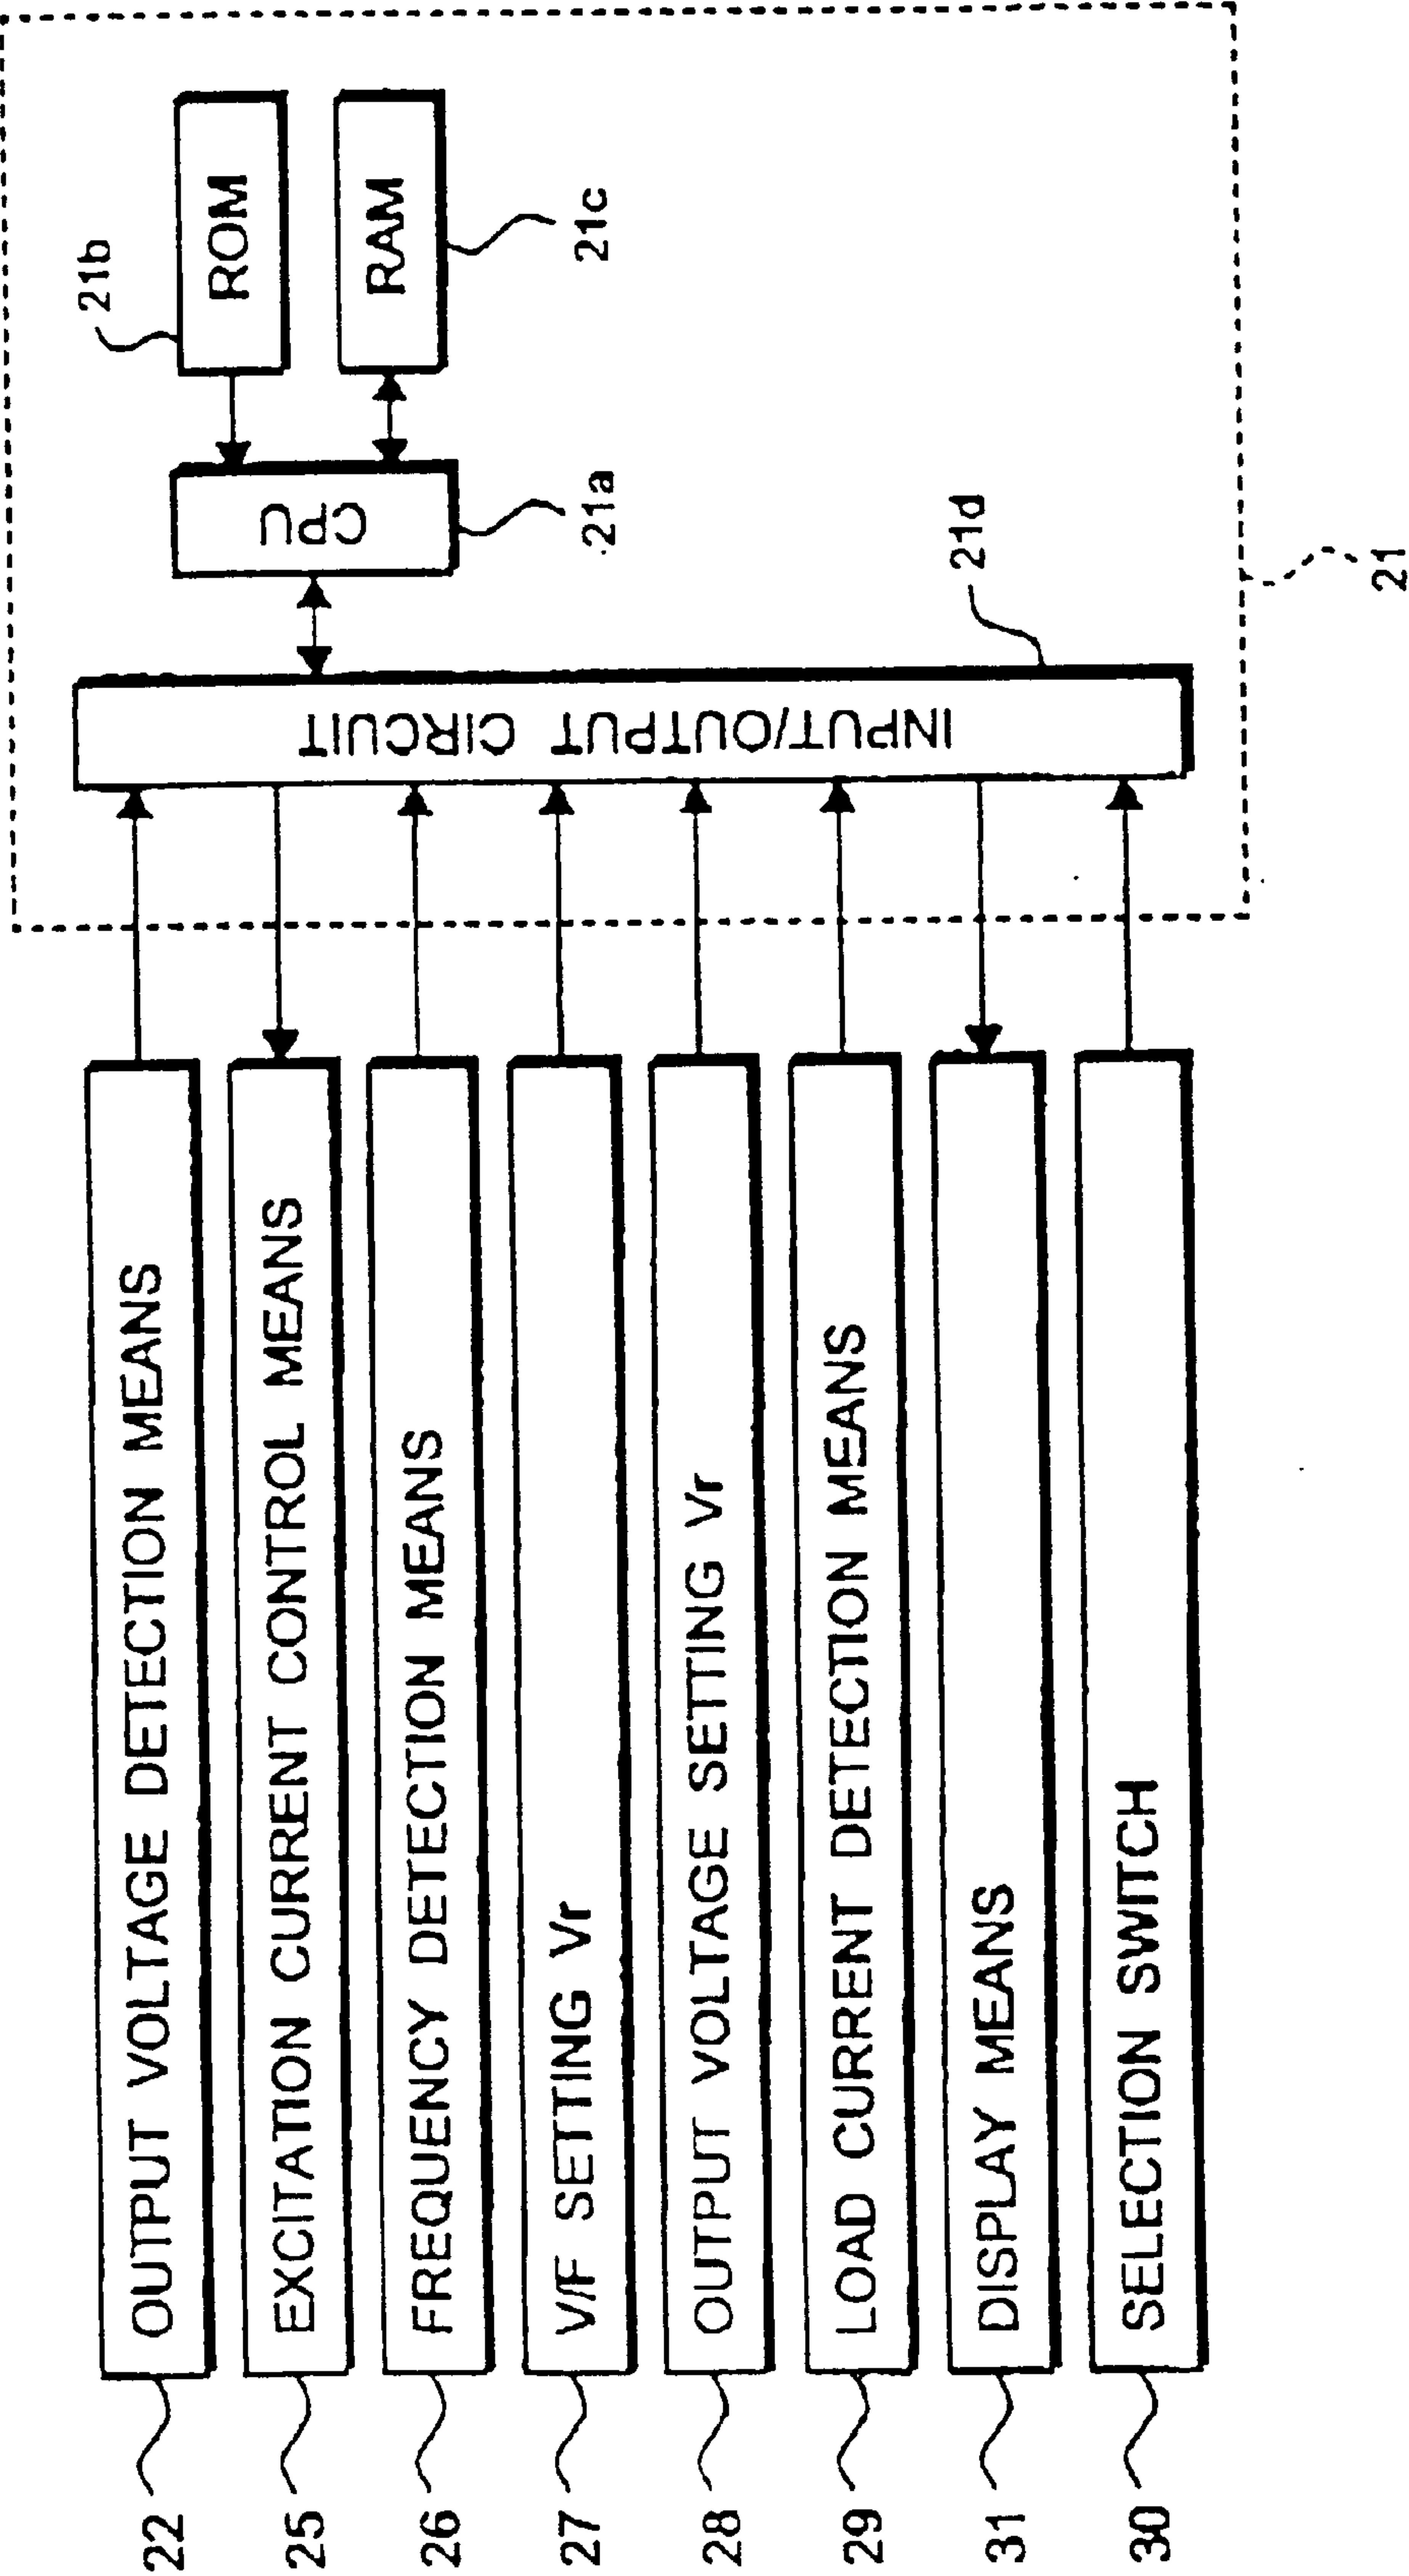 22 OUTPUT VOLTAGE DETECTION MEANS
25 EXCITATION CURRENT CONTROL MEANS
26 FREQUENCY DETECTION MEANS
27 V/F SETTING Vr
28 OUTPUT VOLTAGE SETTING Vr
29 LOAD CURRENT DETECTION MEANS
31 DISPLAY MEANS
30 SELECTION SWITCH
INPUT/OUTPUT CIRCUIT
21d
CPU
21a
21b
ROM
RAM
21c
21